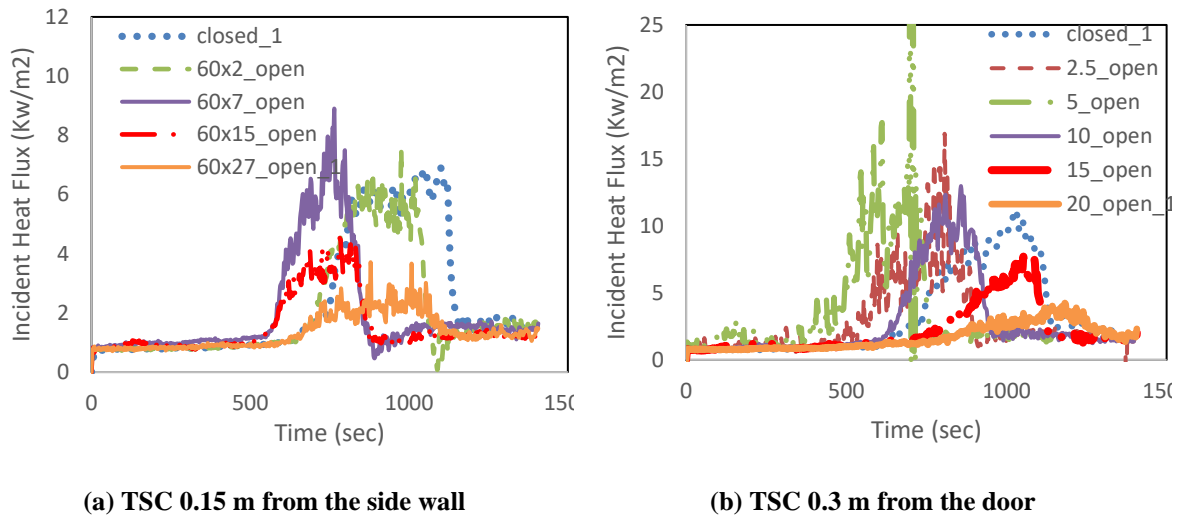 12
10
8
6
4
2
0
Incident Heat Flux (Kw/m2)
closed_1
60x2_open
60x7_open
60x15_open
60x27_open_1
0
500
1000
150
Time (sec)
25
20
15
10
5
0
Incident Heat Flux (Kw/m2)
closed_1
2.5_open
5_open
10_open
15_open
20_open_1
0
500
1000
150
Time (sec)
(a) TSC 0.15 m from the side wall
(b) TSC 0.3 m from the door